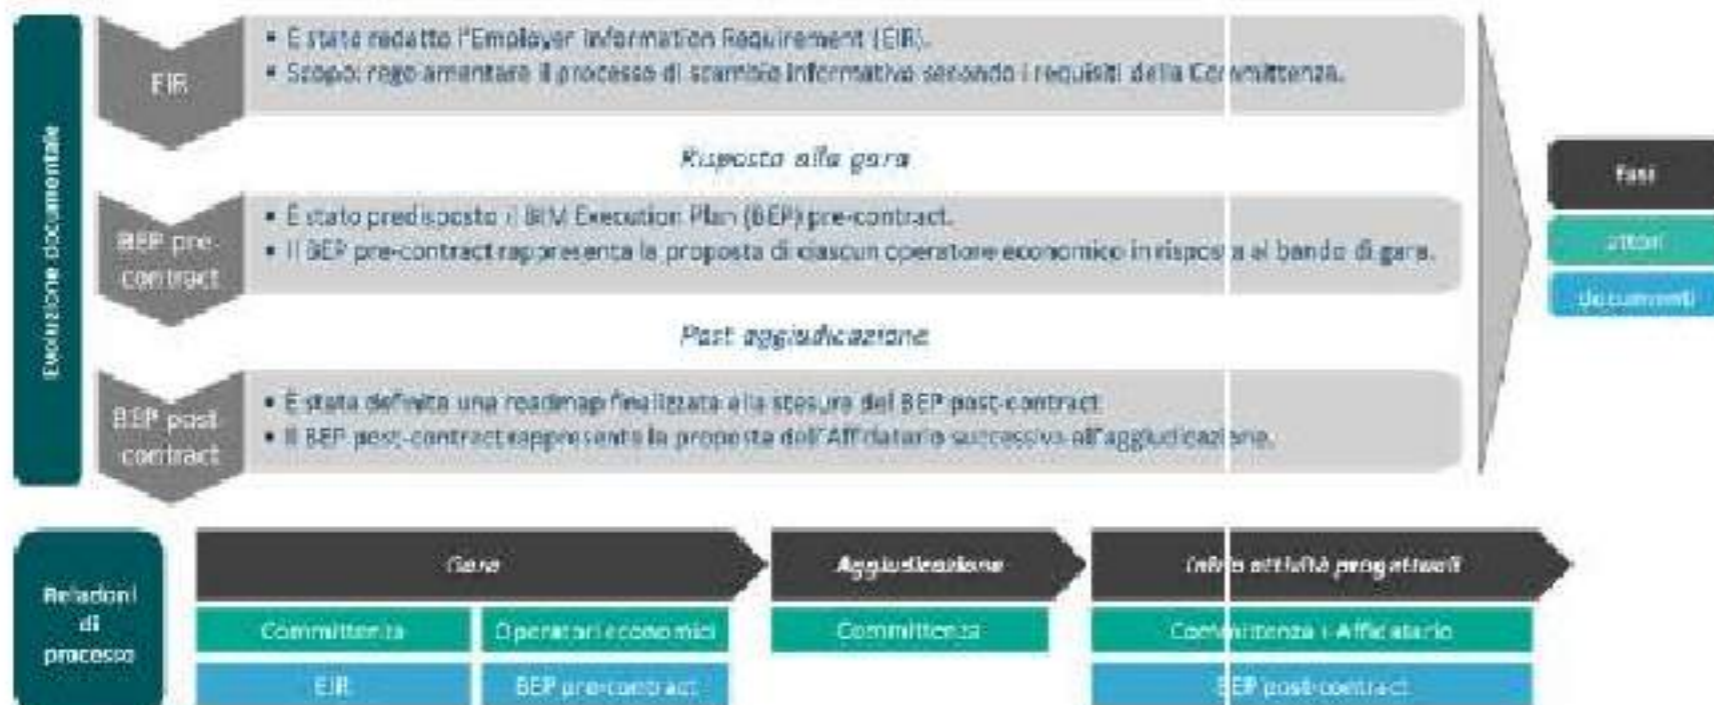 Evoluzione documentale
EIR
▪ È stato redatto l'Employer Information Requirement (EIR).
▪ Scopo: regolamentare il processo di scambio informativo secondo i requisiti della Committenza.
Risposta alla gara
BEP pre-
contract
▪ È stato predisposto il BIM Execution Plan (BEP) pre-contract.
▪ Il BEP pre-contract rappresenta la proposta di ciascun operatore economico in risposta al bando di gara.
Post aggiudicazione
BEP post
contract
▪ È stata definita una roadmap finalizzata alla stesura del BEP post-contract
▪ Il BEP post-contract rappresenta la proposta dell'Affidatario successiva all'aggiudicazione.
fasi
attori
documenti
Relazioni
di
processo
Gara
Aggiudicazione
Inizio attività progettuali
Committenza
Operatori economici
Committenza
Committenza Affidatario
EIR
BEP pre-contract
BEP post-contract